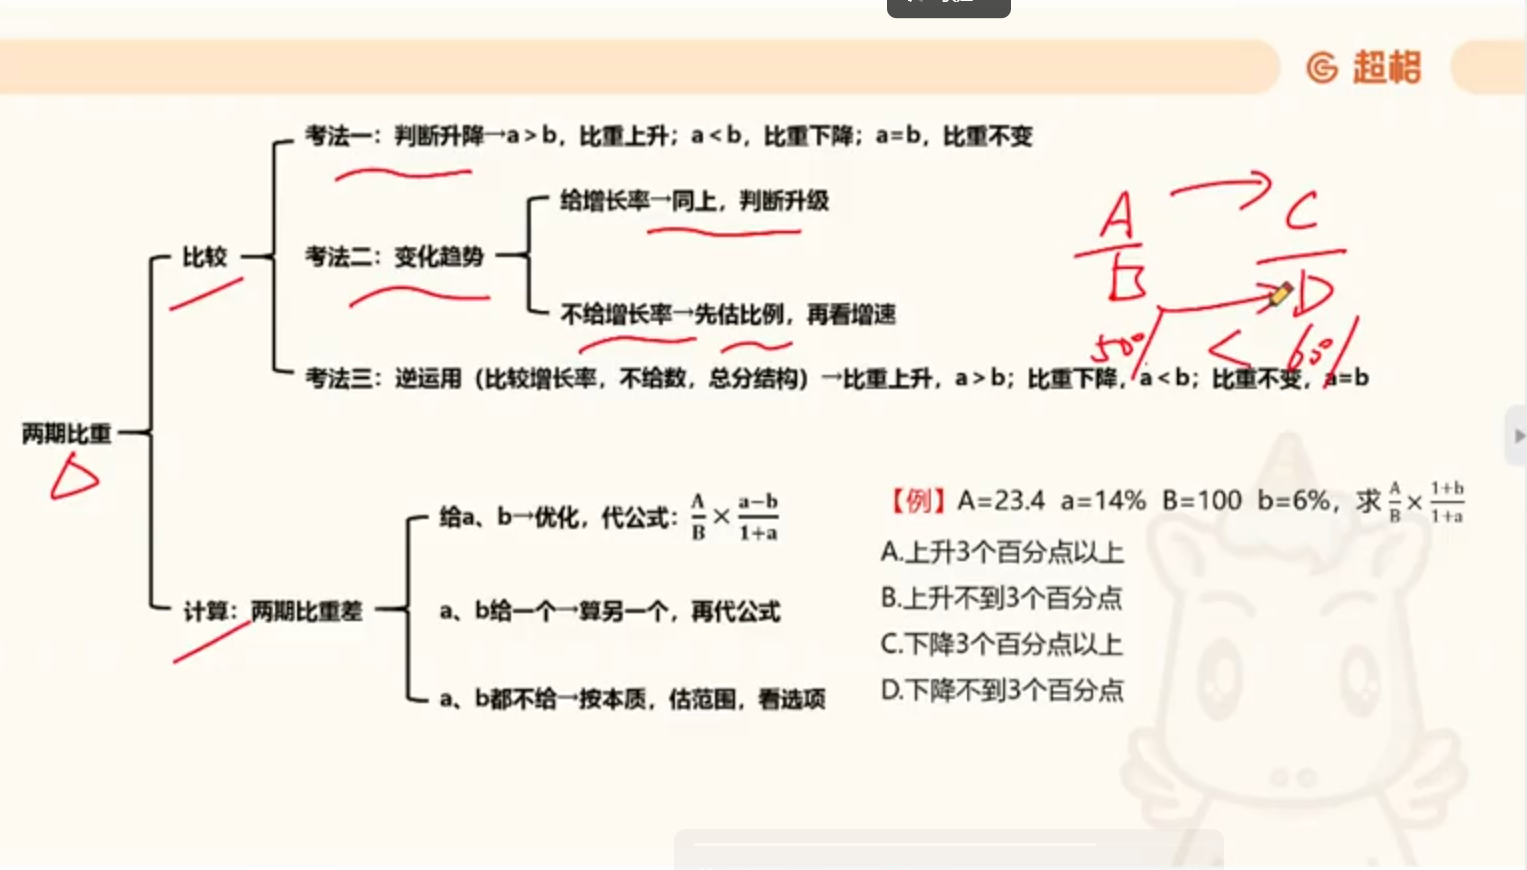 超格
考法一：判断升降→a＞b，比重上升；a＜b，比重下降；a=b，比重不变
给增长率→同上，判断升级
比较
考法二：变化趋势
不给增长率→先估比例，再看增速
考法三：逆运用（比较增长率，不给数，总分结构）→比重上升，a＞b；比重下降，a＜b；比重不变，a=b
A → C
B → D
50% < 60%
两期比重
给a、b→优化，代公式：A/B × (a−b)/(1+a)
计算：两期比重差
a、b给一个→算另一个，再代公式
a、b都不给→按本质，估范围，看选项
【例】A=23.4 a=14% B=100 b=6%，求 A/B × (1+b)/(1+a)
A.上升3个百分点以上
B.上升不到3个百分点
C.下降3个百分点以上
D.下降不到3个百分点